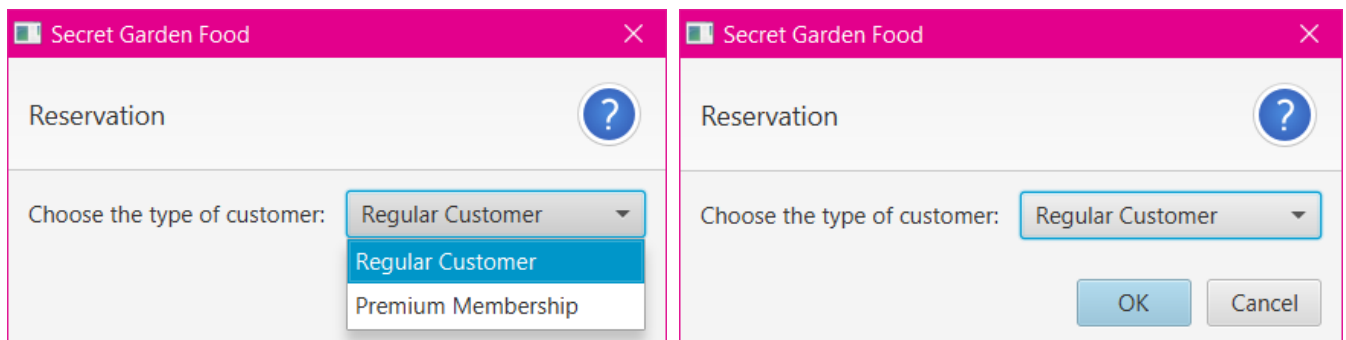 Secret Garden Food
Reservation
?
Choose the type of customer: Regular Customer
Regular Customer
Premium Membership
Secret Garden Food
Reservation
?
Choose the type of customer: Regular Customer
OK Cancel